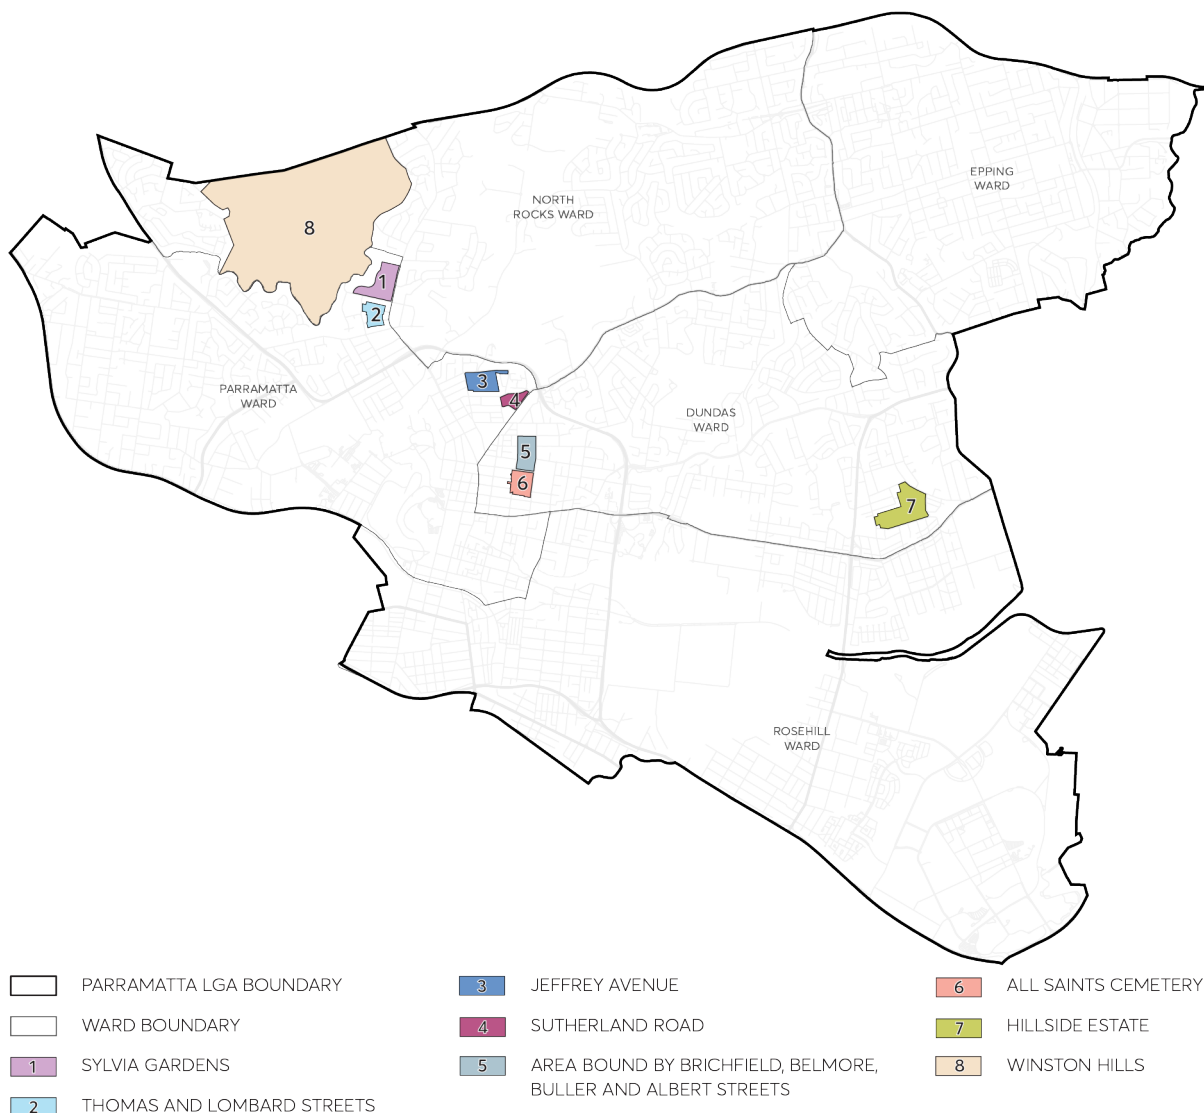 EPPING
WARD
NORTH
ROCKS WARD
8
1
2
PARRAMATTA
WARD
3
4
DUNDAS
WARD
5
6
7
ROSEHILL
WARD
PARRAMATTA LGA BOUNDARY
WARD BOUNDARY
1 SYLVIA GARDENS
2 THOMAS AND LOMBARD STREETS
3 JEFFREY AVENUE
4 SUTHERLAND ROAD
5 AREA BOUND BY BRICHFIELD, BELMORE,
BULLER AND ALBERT STREETS
6 ALL SAINTS CEMETERY
7 HILLSIDE ESTATE
8 WINSTON HILLS